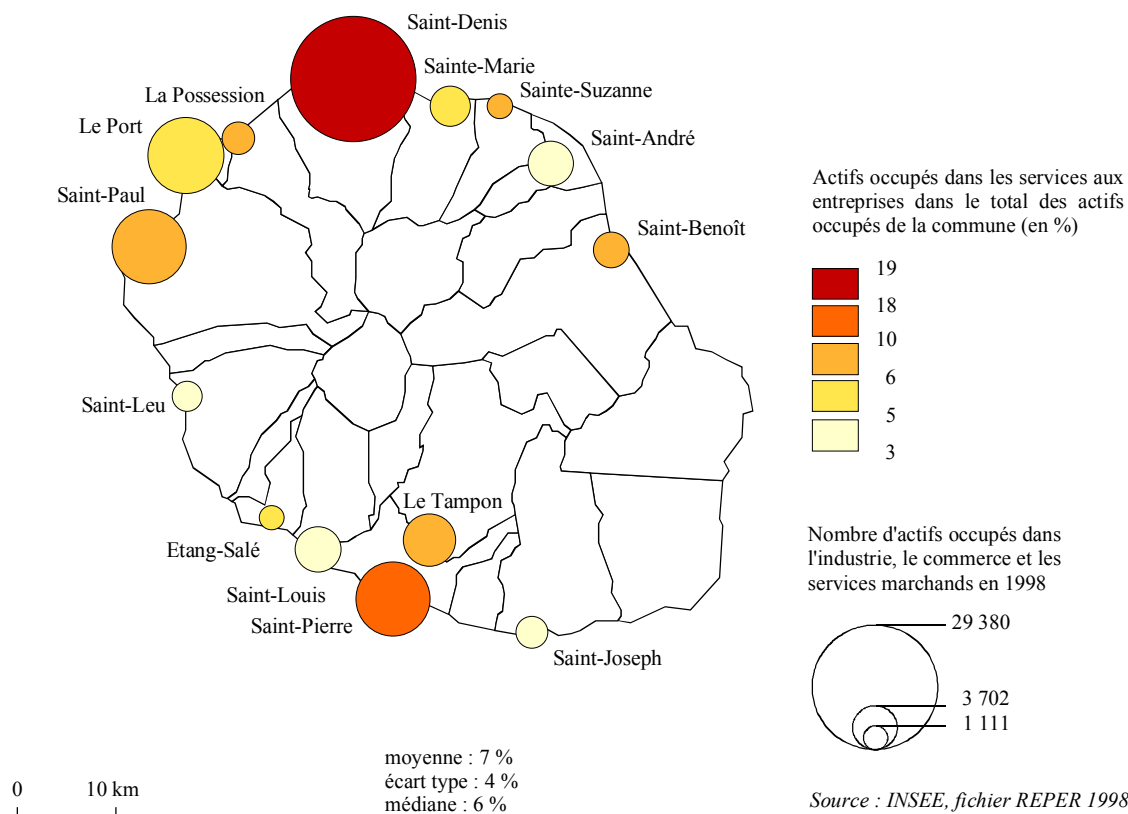 Saint-Denis
Sainte-Marie
Sainte-Suzanne
La Possession
Le Port
Saint-André
Saint-Paul
Saint-Benoît
Saint-Leu
Le Tampon
Etang-Salé
Saint-Louis
Saint-Pierre
Saint-Joseph
Actifs occupés dans les services aux
entreprises dans le total des actifs
occupés de la commune (en %)
19
18
10
6
5
3
Nombre d'actifs occupés dans
l'industrie, le commerce et les
services marchands en 1998
29 380
3 702
1 111
moyenne : 7 %
écart type : 4 %
médiane : 6 %
0 10 km
Source : INSEE, fichier REPER 1998